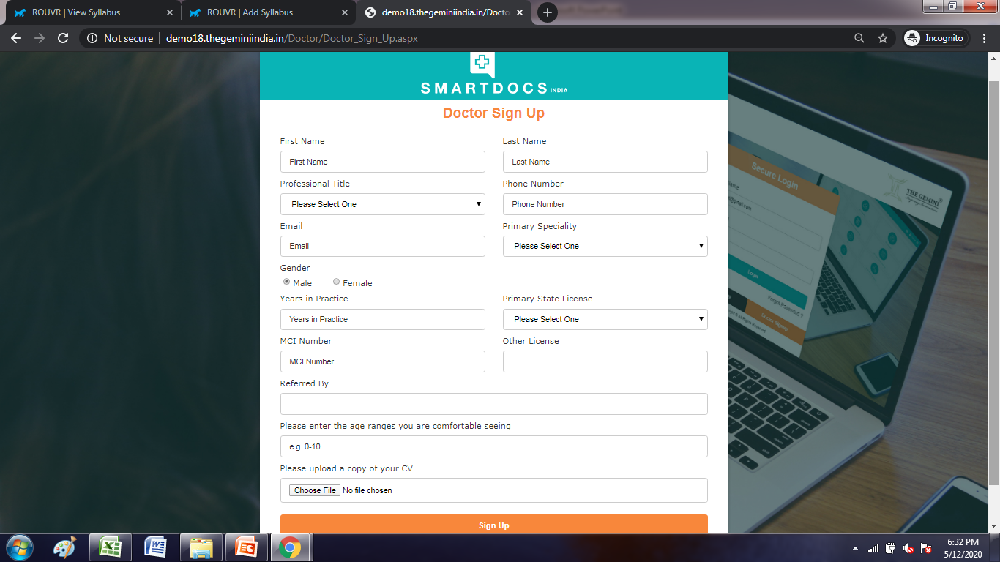 ROUVR | View Syllabus
ROUVR | Add Syllabus
demo18.thegeminiindia.in/Docto
Not secure
demo18.thegeminiindia.in/Doctor/Doctor_Sign_Up.aspx
Incognito
SMARTDOCS INDIA
Doctor Sign Up
First Name
Last Name
First Name
Last Name
Professional Title
Phone Number
Please Select One
Phone Number
Email
Primary Speciality
Email
Please Select One
Gender
Male
Female
Years in Practice
Primary State License
Years in Practice
Please Select One
MCI Number
Other License
MCI Number
Referred By
Please enter the age ranges you are comfortable seeing
e.g. 0-10
Please upload a copy of your CV
Choose File No file chosen
Sign Up
Secure Login
THE GEMINI
Login
Forgot Password ?
Doctor Signup
6:32 PM
5/12/2020